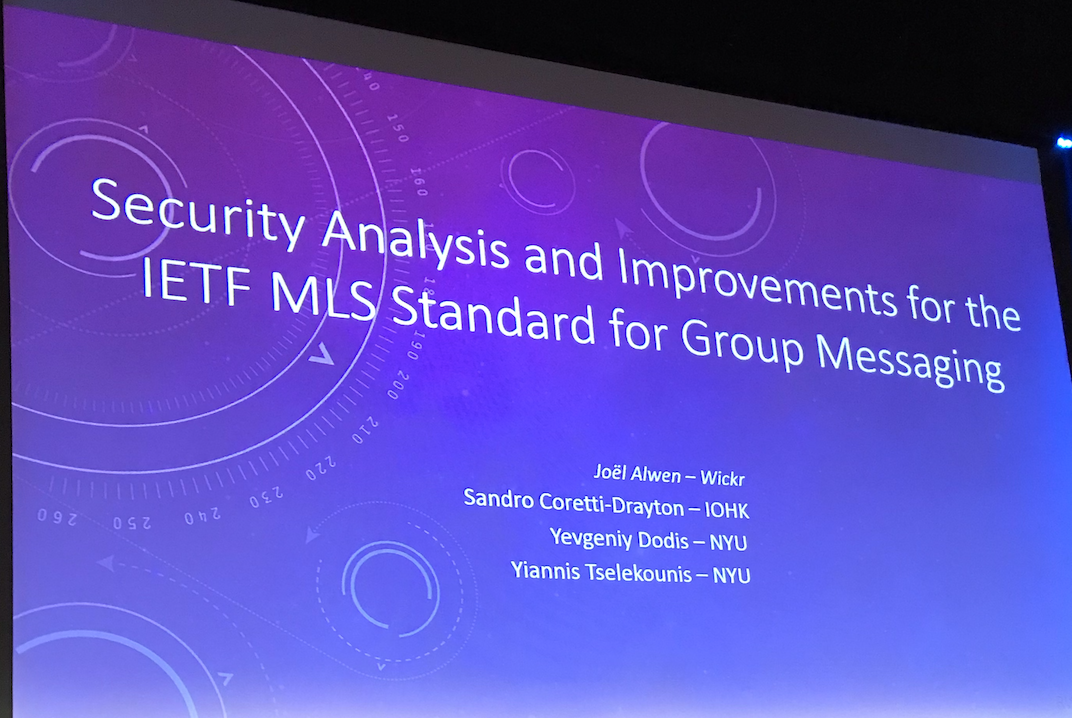 Security Analysis and Improvements for the
IETF MLS Standard for Group Messaging
Joël Alwen – Wickr
Sandro Coretti-Drayton – IOHK
Yevgeniy Dodis – NYU
Yiannis Tselekounis – NYU
150
160
190
200
210
220
230
240
250
260